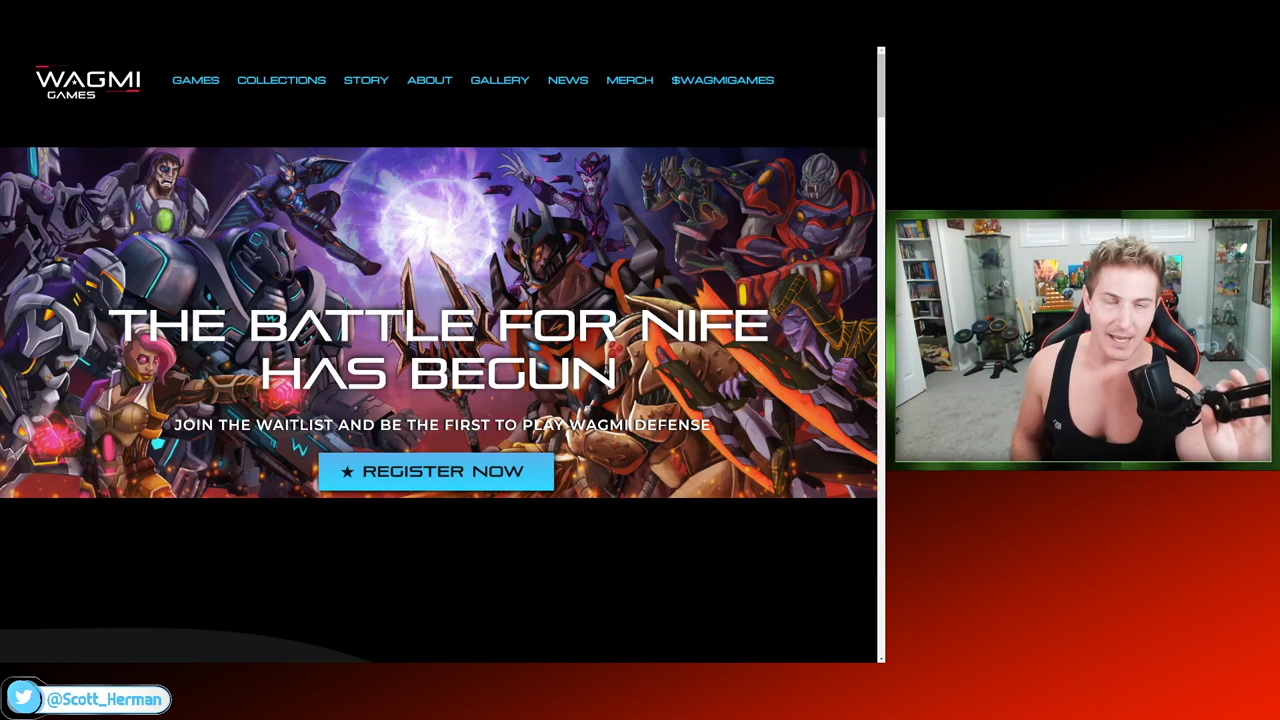 WAGMI
GAMES
GAMES COLLECTIONS STORY ABOUT GALLERY NEWS MERCH $WAGMIGAMES
THE BATTLE FOR NIFE
HAS BEGUN
JOIN THE WAITLIST AND BE THE FIRST TO PLAY WAGMI DEFENSE
★ REGISTER NOW
@Scott_Herman